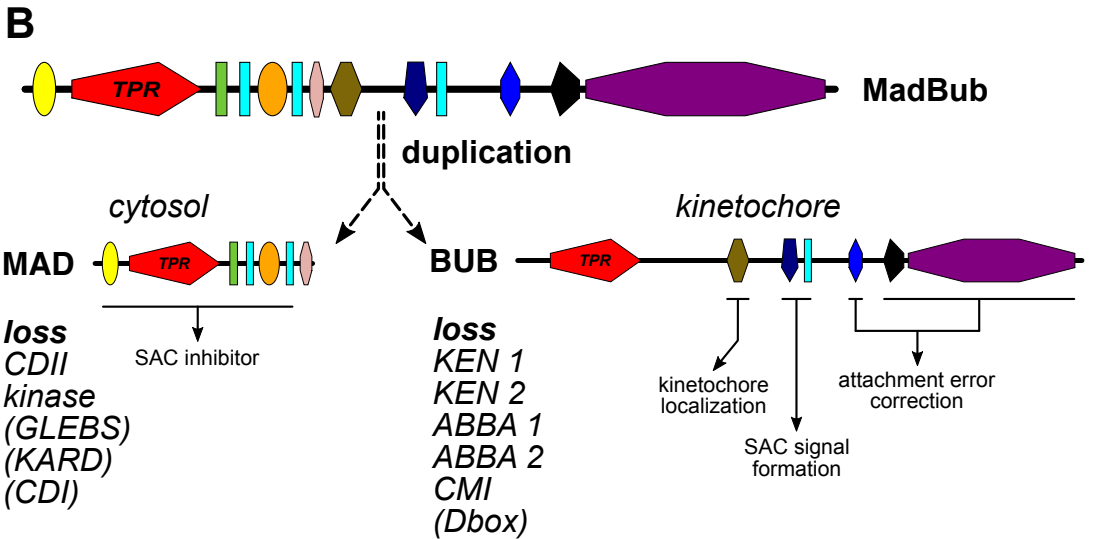 B
TPR
MadBub
duplication
cytosol
kinetochore
MAD
TPR
BUB
TPR
loss
CDII
kinase
(GLEBS)
(KARD)
(CDI)
SAC inhibitor
loss
KEN 1
KEN 2
ABBA 1
ABBA 2
CMI
(Dbox)
kinetochore
localization
SAC signal
formation
attachment error
correction